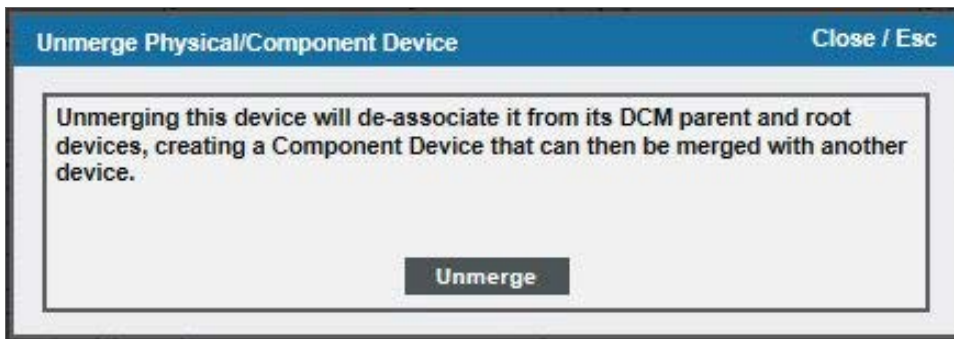 Unmerge Physical/Component Device Close / Esc
Unmerging this device will de-associate it from its DCM parent and root
devices, creating a Component Device that can then be merged with another
device.
Unmerge